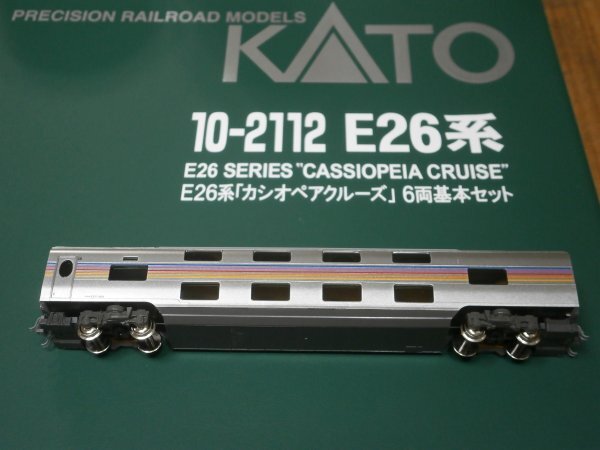 PRECISION RAILROAD MODELS
KATO
10-2112 E26系
E26 SERIES "CASSIOPEIA CRUISE"
E26系「カシオペアクルーズ」 6両基本セット